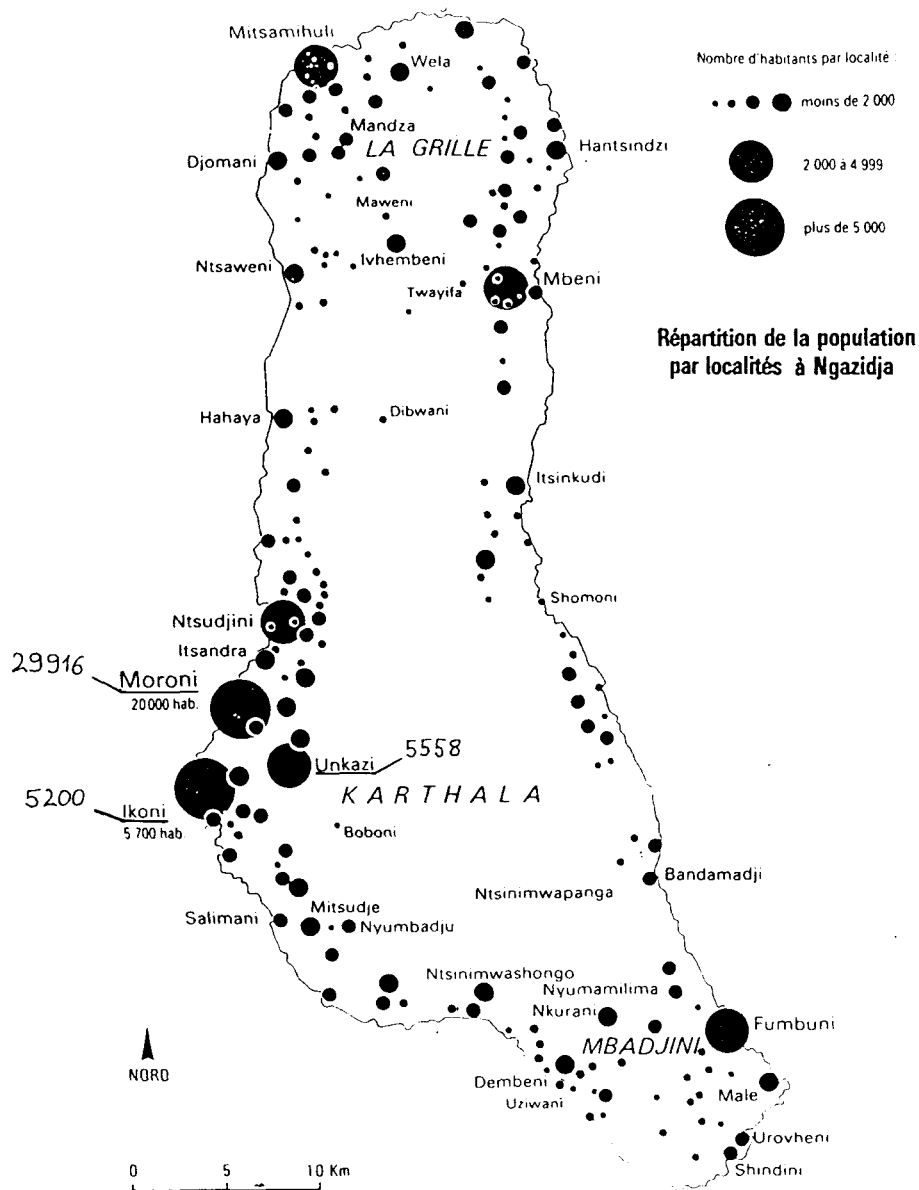 Mitsamihuli
Wela
Mandza
LA GRILLE
Djomani
Hantsindzi
Maweni
Ivhembeni
Ntsaweni
Twayifa
Mbeni
Nombre d'habitants par localité :
moins de 2 000
2 000 à 4 999
plus de 5 000
Répartition de la population
par localités à Ngazidja
Hahaya
Dibwani
Itsinkudi
Shomoni
Ntsudjini
Itsandra
29916
Moroni
20 000 hab.
Unkazi
5558
KARTHALA
5200
Ikoni
5 700 hab.
Boboni
Bandamadji
Ntsinimwapanga
Salimani
Mitsudje
Nyumbadju
Ntsinimwashongo
Nyumamilima
Nkurani
Fumbuni
MBADJINI
Dembeni
Uziwani
Male
Urovheni
Shindini
NORD
0 5 10 Km